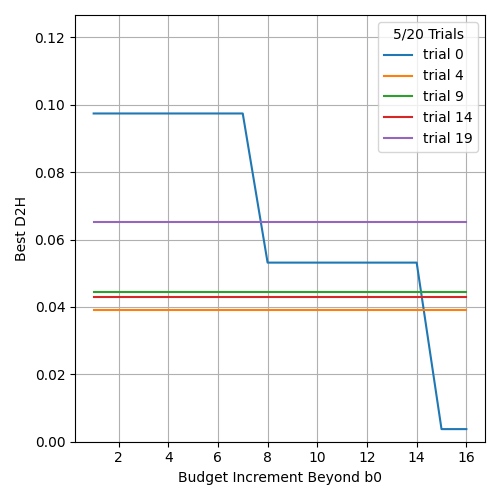 5/20 Trials
trial 0
trial 4
trial 9
trial 14
trial 19
Best D2H
0.12
0.10
0.08
0.06
0.04
0.02
0.00
2 4 6 8 10 12 14 16
Budget Increment Beyond b0